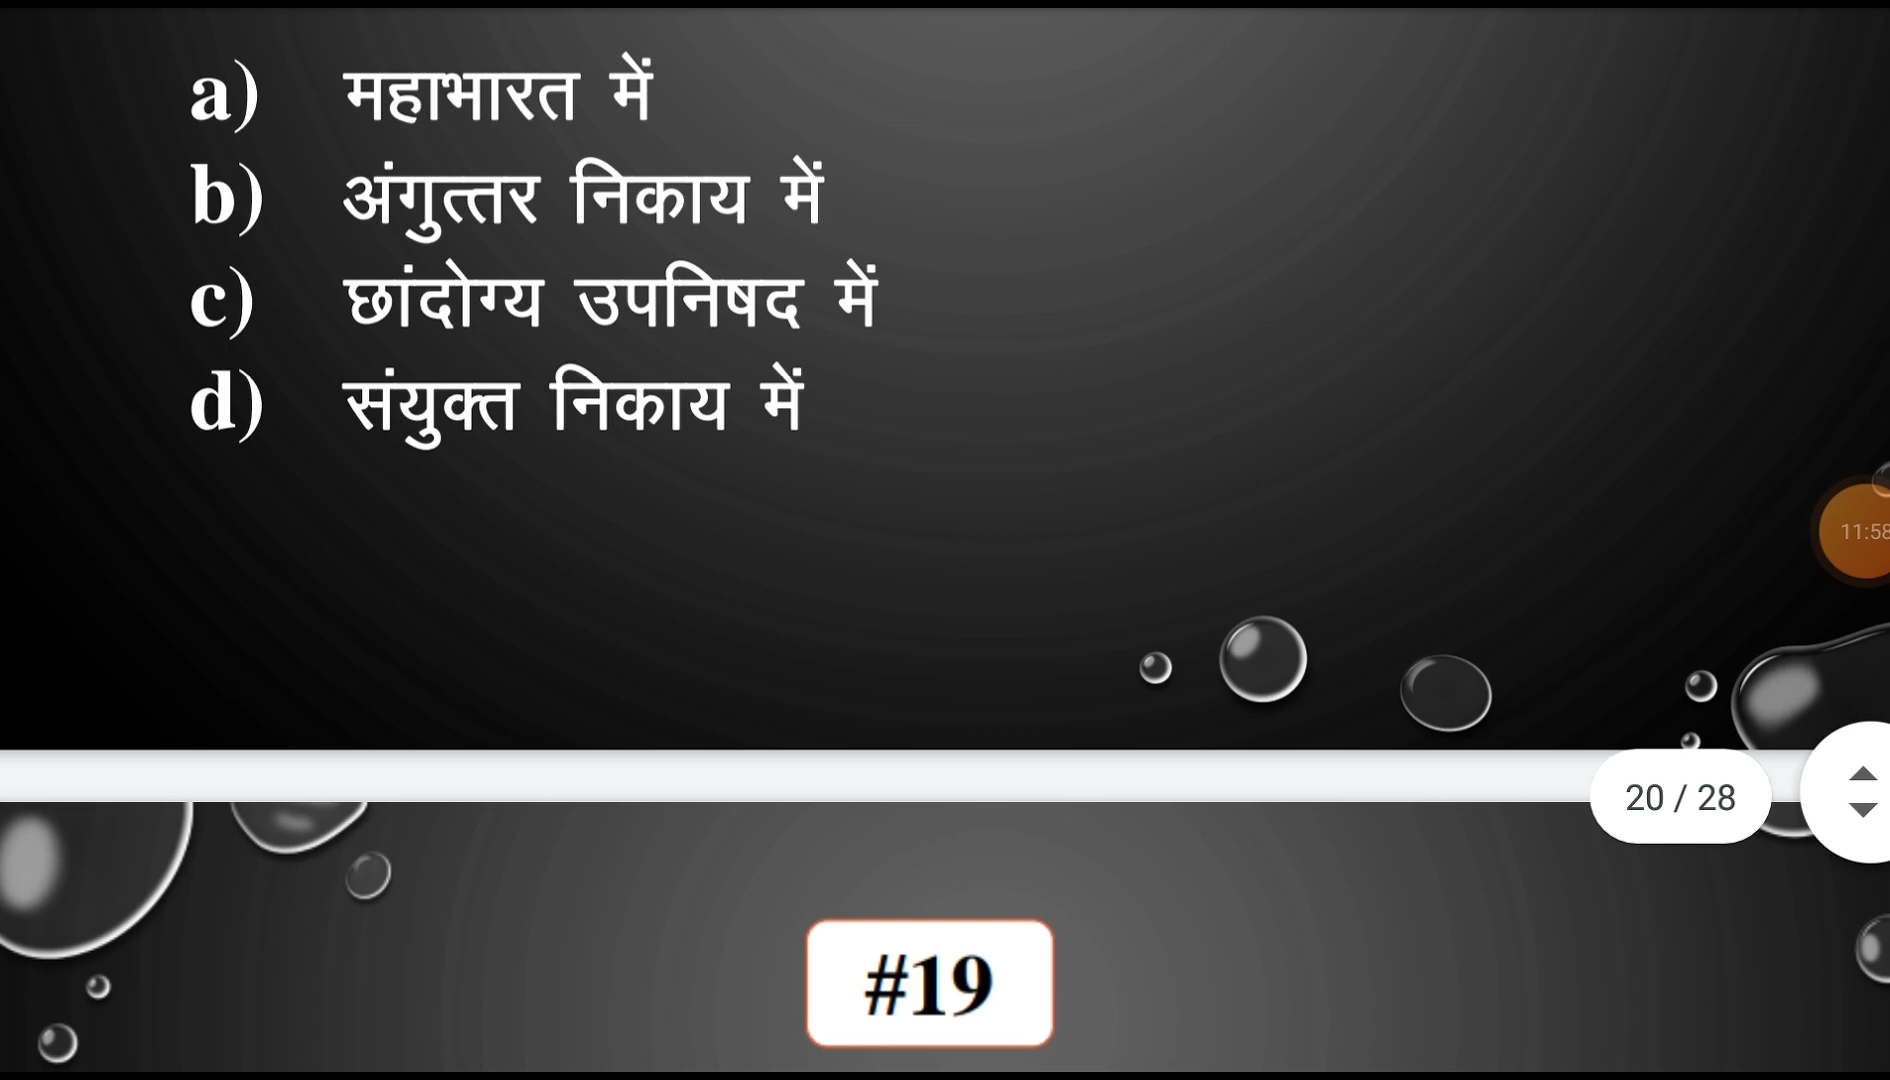 a) महाभारत में
b) अंगुत्तर निकाय में
c) छांदोग्य उपनिषद में
d) संयुक्त निकाय में
11:58
20 / 28
#19